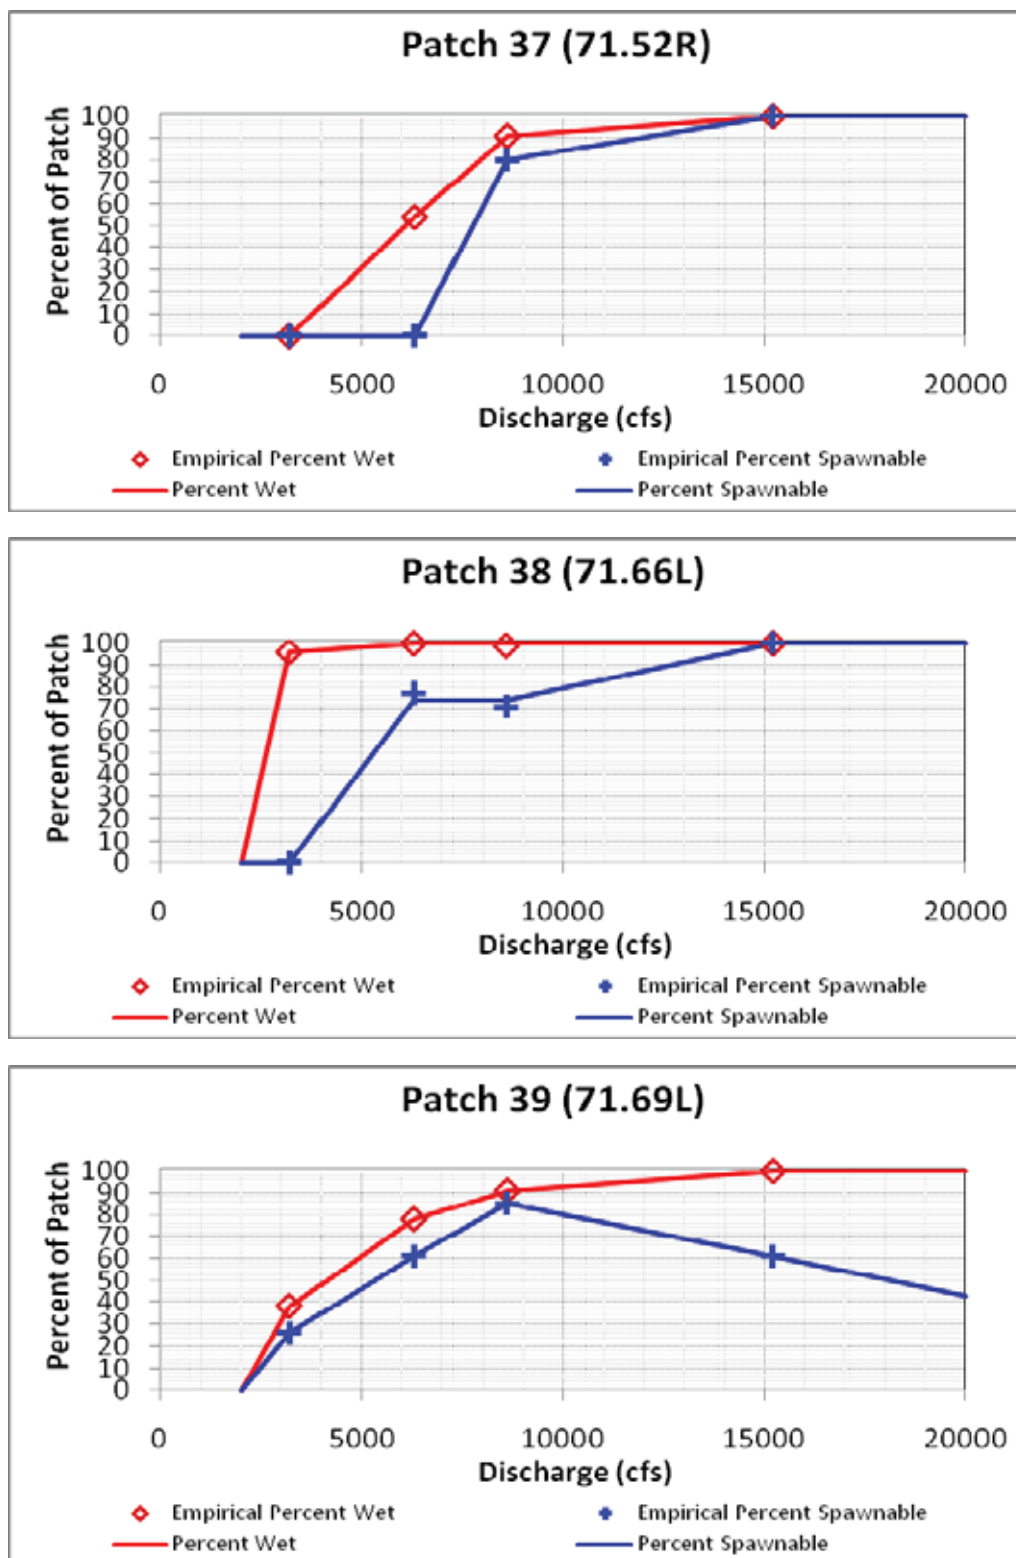 Patch 37 (71.52R)
Percent of Patch
100
90
80
70
60
50
40
30
20
10
0
0 5000 10000 15000 20000
Discharge (cfs)
Empirical Percent Wet Empirical Percent Spawnable
Percent Wet Percent Spawnable
Patch 38 (71.66L)
Percent of Patch
100
90
80
70
60
50
40
30
20
10
0
0 5000 10000 15000 20000
Discharge (cfs)
Empirical Percent Wet Empirical Percent Spawnable
Percent Wet Percent Spawnable
Patch 39 (71.69L)
Percent of Patch
100
90
80
70
60
50
40
30
20
10
0
0 5000 10000 15000 20000
Discharge (cfs)
Empirical Percent Wet Empirical Percent Spawnable
Percent Wet Percent Spawnable